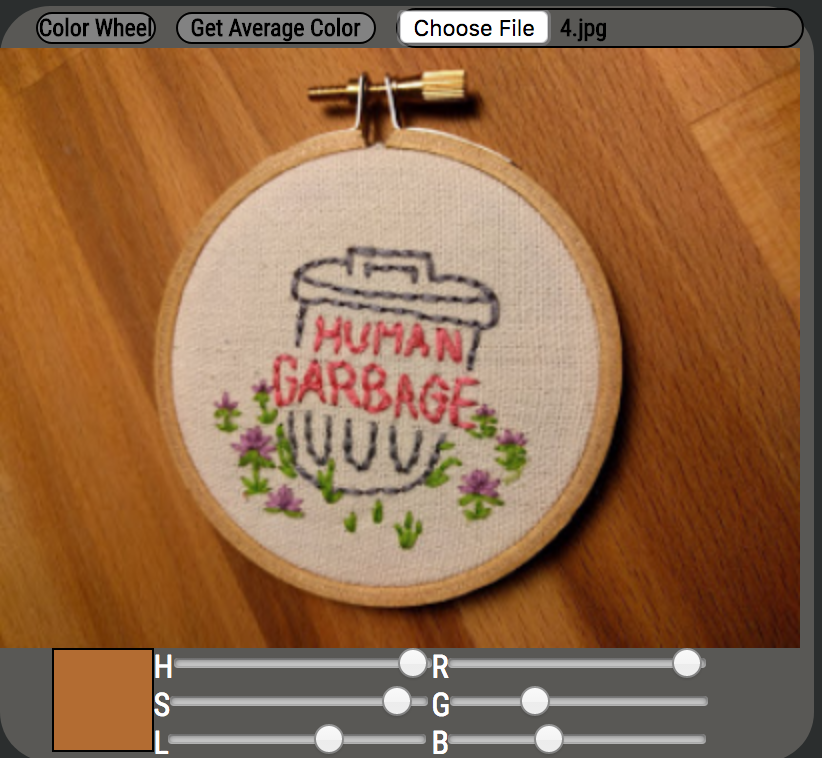 Color Wheel
Get Average Color
Choose File 4.jpg
HUMAN
GARBAGE
H R
S G
L B